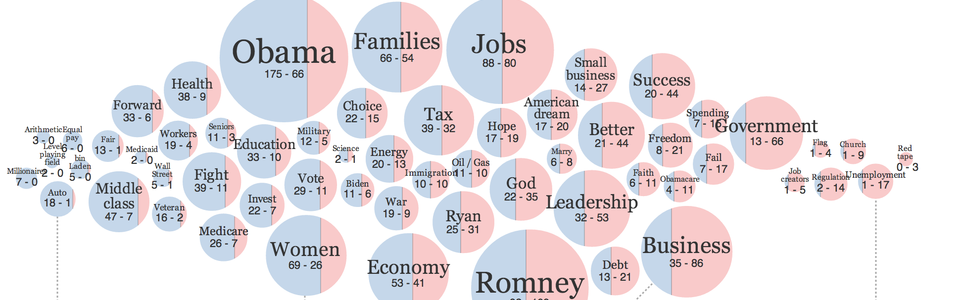 Obama
175 - 66
Families
66 - 54
Jobs
88 - 80
Small
business
14 - 27
Success
20 - 44
Health
38 - 9
Forward
33 - 6
Choice
22 - 15
Tax
39 - 32
American
dream
17 - 20
Hope
17 - 19
Better
21 - 44
Spending
Government
13 - 66
Freedom
8 - 21
Arithmetic
3 - 0
Equal
pay
6 - 0
Fair
13 - 1
Workers
19 - 4
Seniors
11 - 3
Education
33 - 10
Military
12 - 5
Science
2 - 1
Energy
20 - 13
Level
playing
field
2 - 0
bin
Laden
5 - 0
Medicaid
2 - 0
Wall
Street
5 - 1
Immigration
10 - 10
Oil / Gas
11 - 10
Marry
6 - 8
Faith
6 - 11
Fail
7 - 17
Flag
1 - 4
Church
1 - 9
Red
tape
0 - 3
Millionaire
7 - 0
Auto
18 - 1
Middle
class
47 - 7
Veteran
16 - 2
Fight
39 - 11
Invest
22 - 7
Vote
29 - 11
Biden
11 - 6
War
19 - 9
God
22 - 35
Leadership
32 - 53
Obamacare
4 - 11
Job
creators
1 - 5
Regulation
2 - 14
Unemployment
1 - 17
Medicare
26 - 7
Women
69 - 26
Ryan
25 - 31
Economy
53 - 41
Romney
Debt
13 - 21
Business
35 - 86